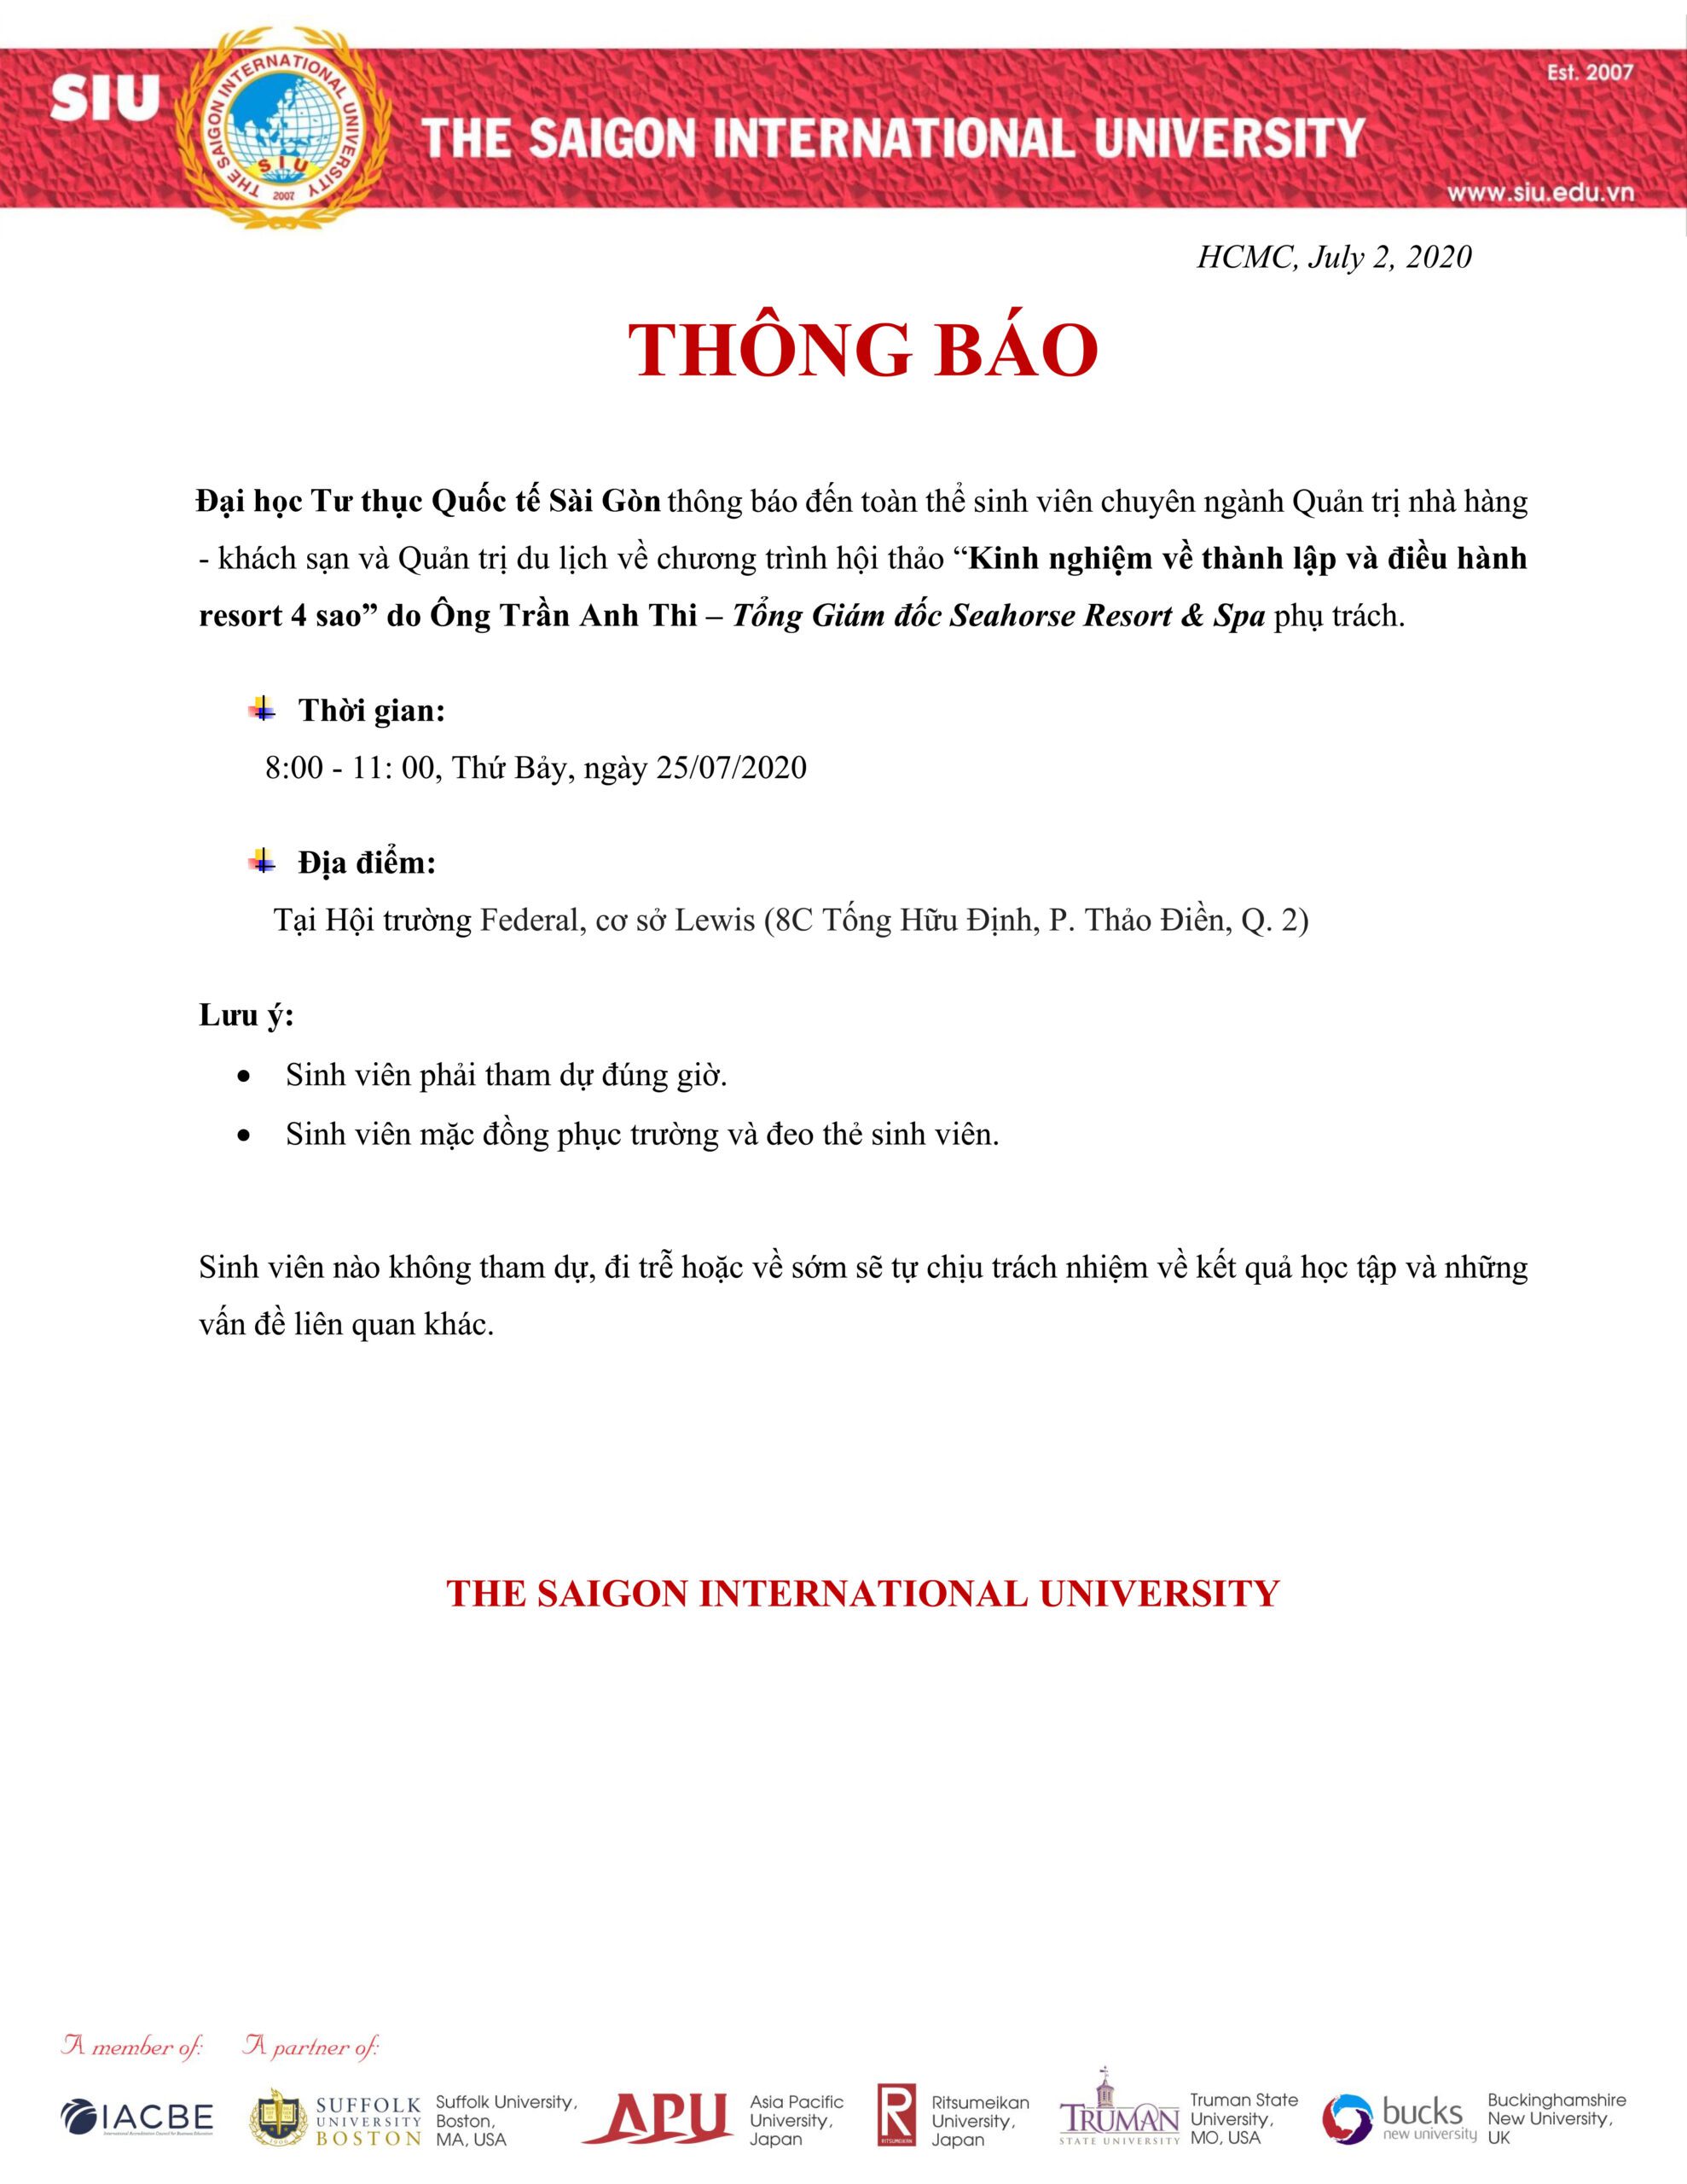 SIU
THE SAIGON INTERNATIONAL UNIVERSITY
SIU
2007
THE SAIGON INTERNATIONAL UNIVERSITY
Est. 2007
www.siu.edu.vn
HCMC, July 2, 2020
THÔNG BÁO
Đại học Tư thục Quốc tế Sài Gòn thông báo đến toàn thể sinh viên chuyên ngành Quản trị nhà hàng
- khách sạn và Quản trị du lịch về chương trình hội thảo “Kinh nghiệm về thành lập và điều hành
resort 4 sao” do Ông Trần Anh Thi – Tổng Giám đốc Seahorse Resort & Spa phụ trách.
Thời gian:
8:00 - 11: 00, Thứ Bảy, ngày 25/07/2020
Địa điểm:
Tại Hội trường Federal, cơ sở Lewis (8C Tống Hữu Định, P. Thảo Điền, Q. 2)
Lưu ý:
• Sinh viên phải tham dự đúng giờ.
• Sinh viên mặc đồng phục trường và đeo thẻ sinh viên.
Sinh viên nào không tham dự, đi trễ hoặc về sớm sẽ tự chịu trách nhiệm về kết quả học tập và những
vấn đề liên quan khác.
THE SAIGON INTERNATIONAL UNIVERSITY
A member of: A partner of:
IACBE
SUFFOLK
UNIVERSITY
BOSTON
Suffolk University,
Boston,
MA, USA
APU
Asia Pacific
University,
Japan
R
RITSUMEIKAN
Ritsumeikan
University,
Japan
TRUMAN
STATE UNIVERSITY
Truman State
University,
MO, USA
bucks
new university
Buckinghamshire
New University,
UK